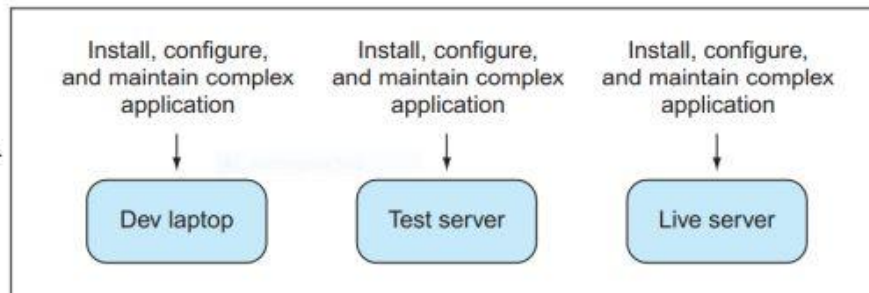 Install, configure,
and maintain complex
application
Dev laptop
Install, configure,
and maintain complex
application
Test server
Install, configure,
and maintain complex
application
Live server